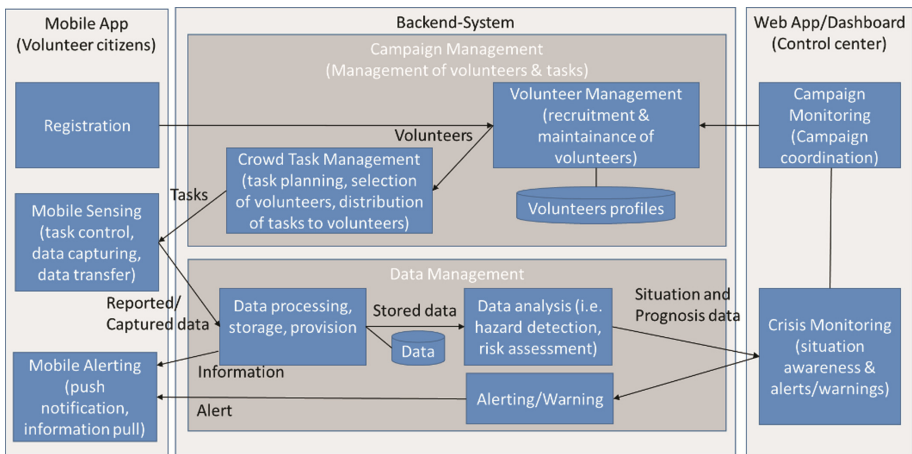 Mobile App
(Volunteer citizens)
Registration
Mobile Sensing
(task control,
data capturing,
data transfer)
Reported/
Captured data
Mobile Alerting
(push
notification,
information pull)
Backend-System
Campaign Management
(Management of volunteers & tasks)
Volunteer Management
(recruitment &
maintainance of
volunteers)
Volunteers
Crowd Task Management
(task planning, selection
of volunteers, distribution
of tasks to volunteers)
Tasks
Volunteers profiles
Data Management
Data processing,
storage, provision
Stored data
Data
Data analysis (i.e.
hazard detection,
risk assessment)
Situation and
Prognosis data
Information
Alerting/Warning
Alert
Web App/Dashboard
(Control center)
Campaign
Monitoring
(Campaign
coordination)
Crisis Monitoring
(situation
awareness &
alerts/warnings)